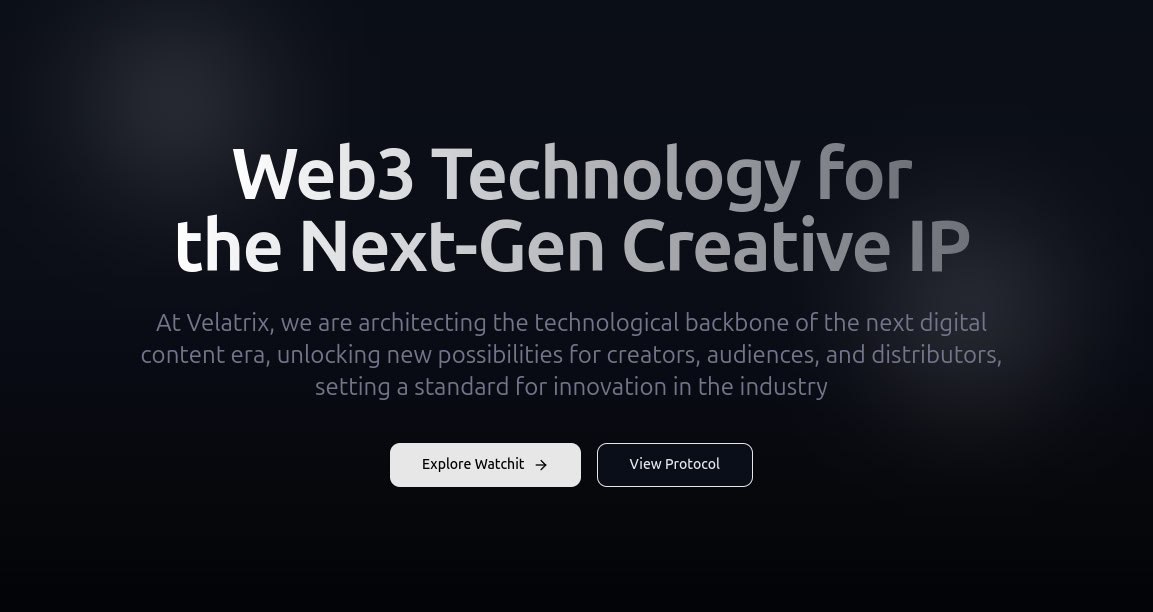 Web3 Technology for
the Next-Gen Creative IP
At Velatrix, we are architecting the technological backbone of the next digital
content era, unlocking new possibilities for creators, audiences, and distributors,
setting a standard for innovation in the industry
Explore Watchit →
View Protocol